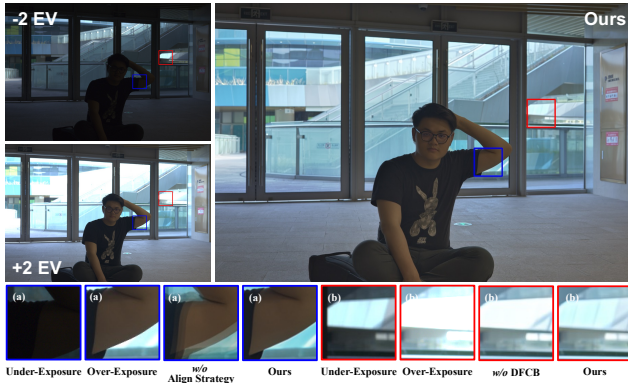 -2 EV
Ours
+2 EV
(a) (a) (a) (a) (b) (b) (b) (b)
Under-Exposure Over-Exposure w/o Align Strategy Ours Under-Exposure Over-Exposure w/o DFCB Ours